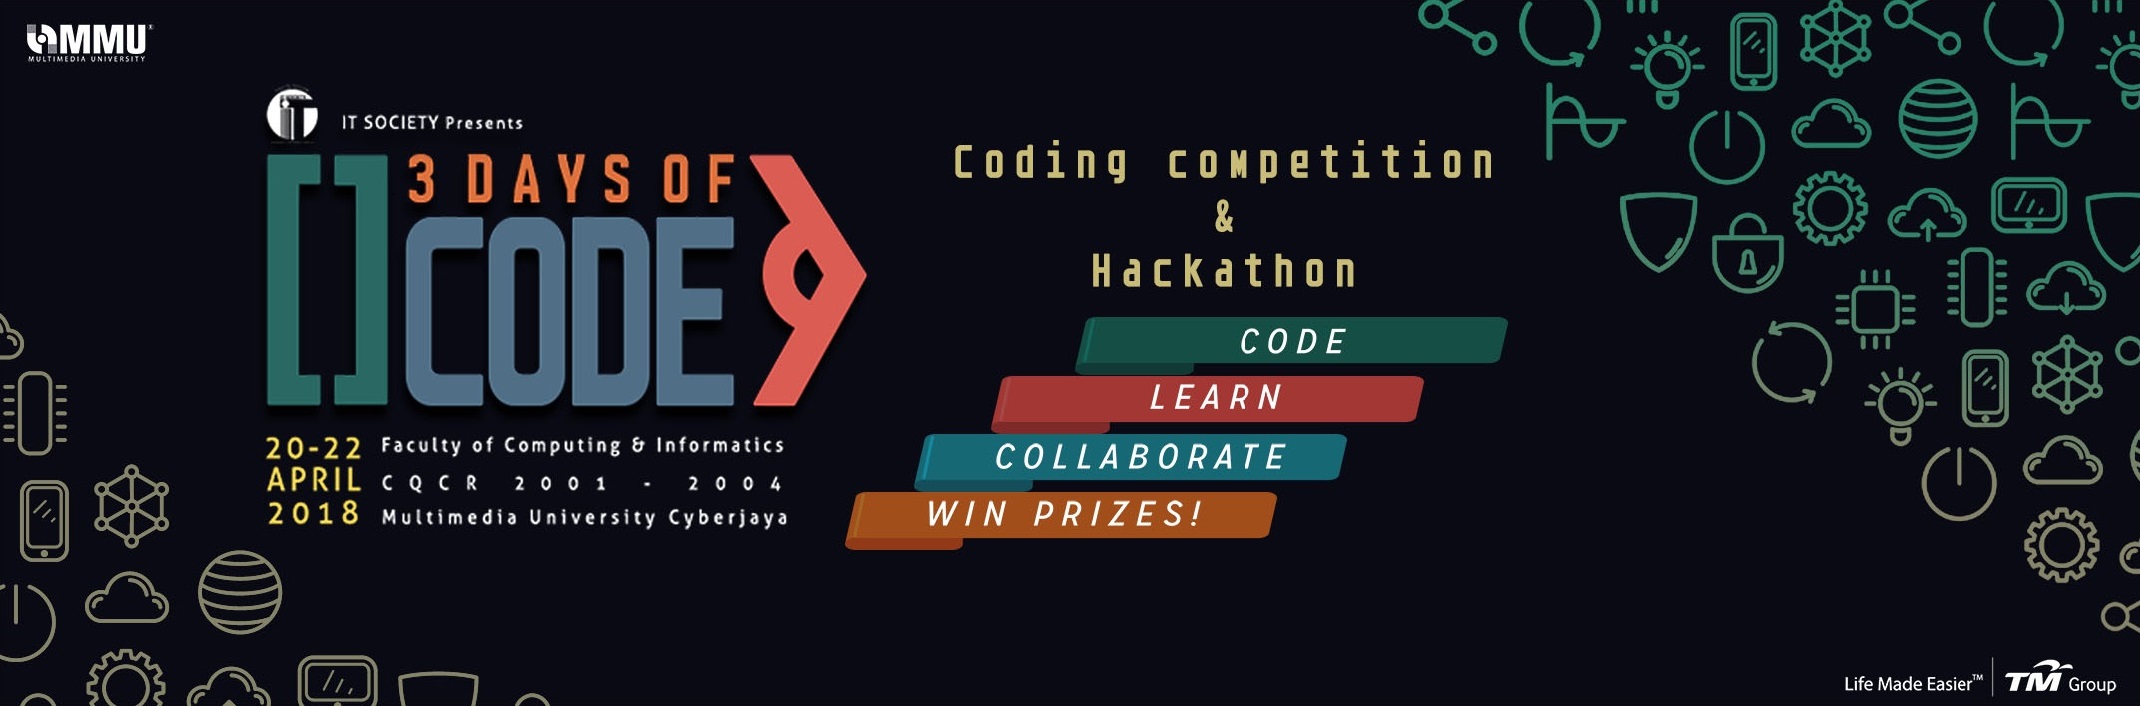 MMU
MULTIMEDIA UNIVERSITY
IT SOCIETY Presents
[] 3 DAYS OF
CODE 9
20-22
APRIL
2018
Faculty of Computing & Informatics
CQCR 2001 - 2004
Multimedia University Cyberjaya
Coding competition
&
Hackathon
CODE
LEARN
COLLABORATE
WIN PRIZES!
Life Made Easier™
TM Group